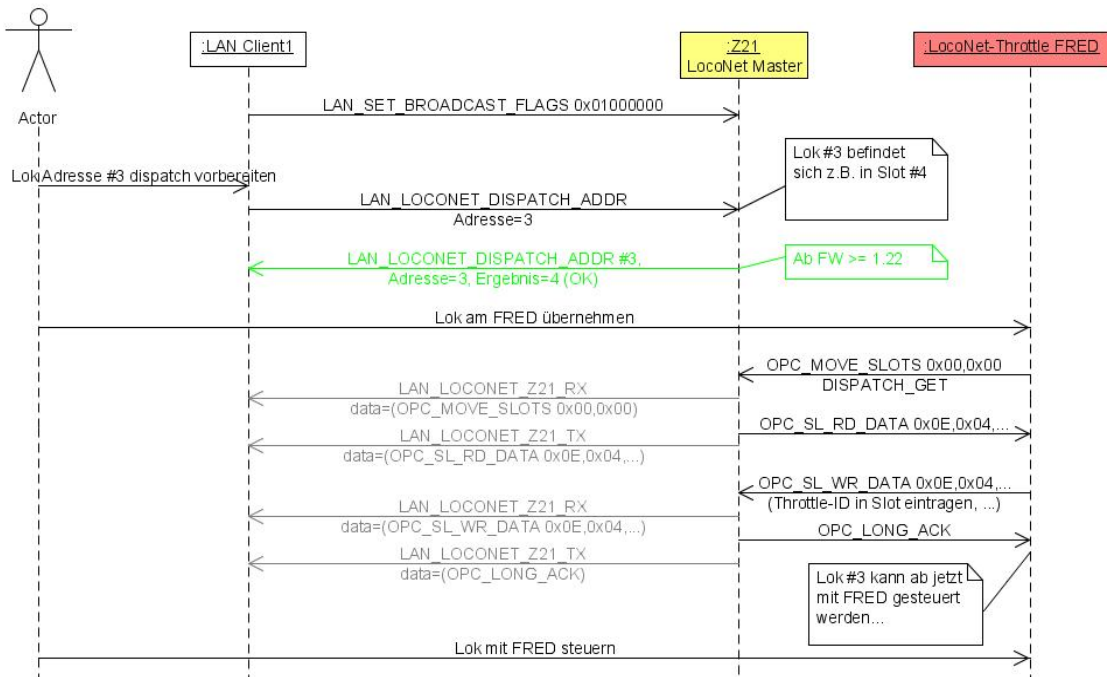 :LAN Client1
:Z21
LocoNet Master
:LocoNet-Throttle FRED
Actor
LAN_SET_BROADCAST_FLAGS 0x01000000
Lok Adresse #3 dispatch vorbereiten
Lok #3 befindet
sich z.B. in Slot #4
LAN_LOCONET_DISPATCH_ADDR
Adresse=3
LAN_LOCONET_DISPATCH_ADDR #3,
Adresse=3, Ergebnis=4 (OK)
Ab FW >= 1.22
Lok am FRED übernehmen
OPC_MOVE_SLOTS 0x00,0x00
DISPATCH_GET
LAN_LOCONET_Z21_RX
data=(OPC_MOVE_SLOTS 0x00,0x00)
OPC_SL_RD_DATA 0x0E,0x04,...
LAN_LOCONET_Z21_TX
data=(OPC_SL_RD_DATA 0x0E,0x04,...)
OPC_SL_WR_DATA 0x0E,0x04,...
(Throttle-ID in Slot eintragen, ...)
LAN_LOCONET_Z21_RX
data=(OPC_SL_WR_DATA 0x0E,0x04,...)
OPC_LONG_ACK
LAN_LOCONET_Z21_TX
data=(OPC_LONG_ACK)
Lok #3 kann ab jetzt
mit FRED gesteuert
werden...
Lok mit FRED steuern